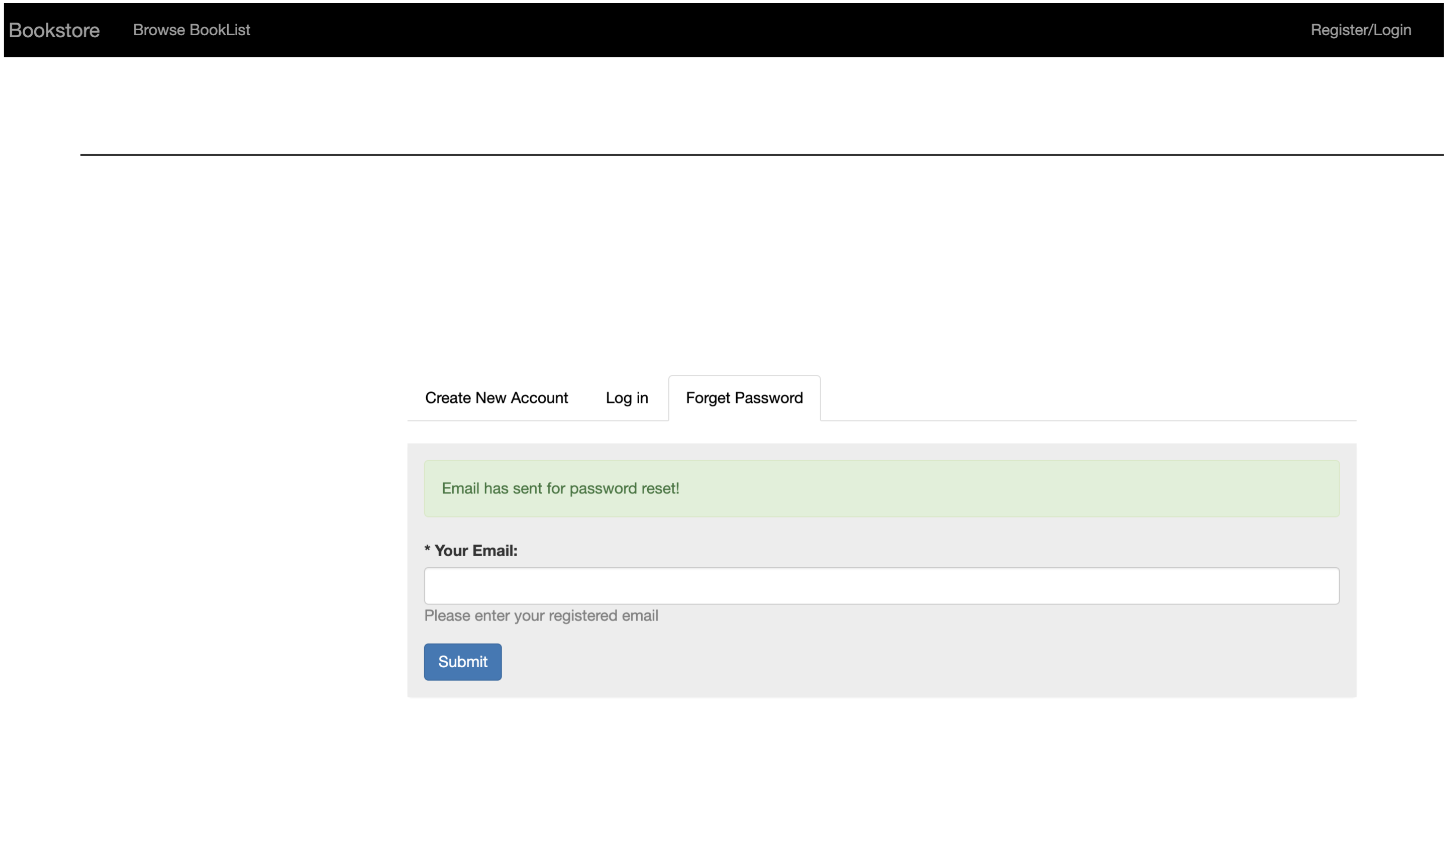 Bookstore Browse BookList Register/Login
Create New Account Log in Forget Password
Email has sent for password reset!
* Your Email:
Please enter your registered email
Submit